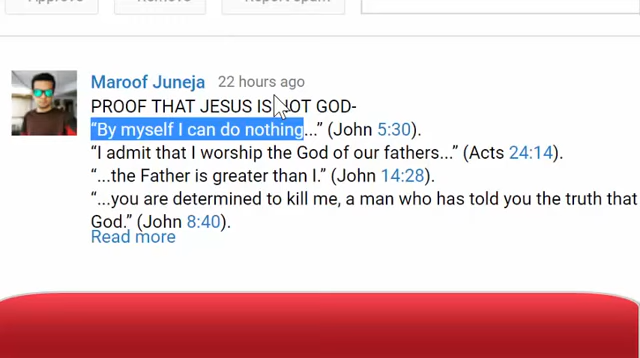 Maroof Juneja 22 hours ago
PROOF THAT JESUS IS NOT GOD-
“By myself I can do nothing...” (John 5:30).
“I admit that I worship the God of our fathers...” (Acts 24:14).
“...the Father is greater than I.” (John 14:28).
“...you are determined to kill me, a man who has told you the truth that
God.” (John 8:40).
Read more